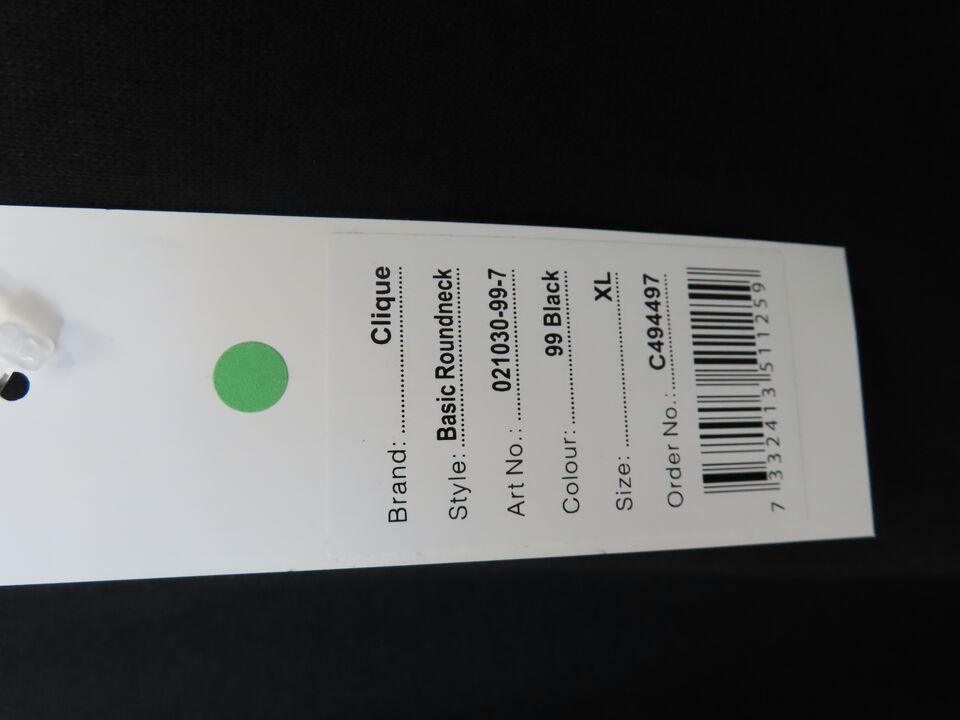 Brand: Clique
Style: Basic Roundneck
Art No.: 021030-99-7
Colour: 99 Black
Size: XL
Order No.: C494497
7 332413 511259